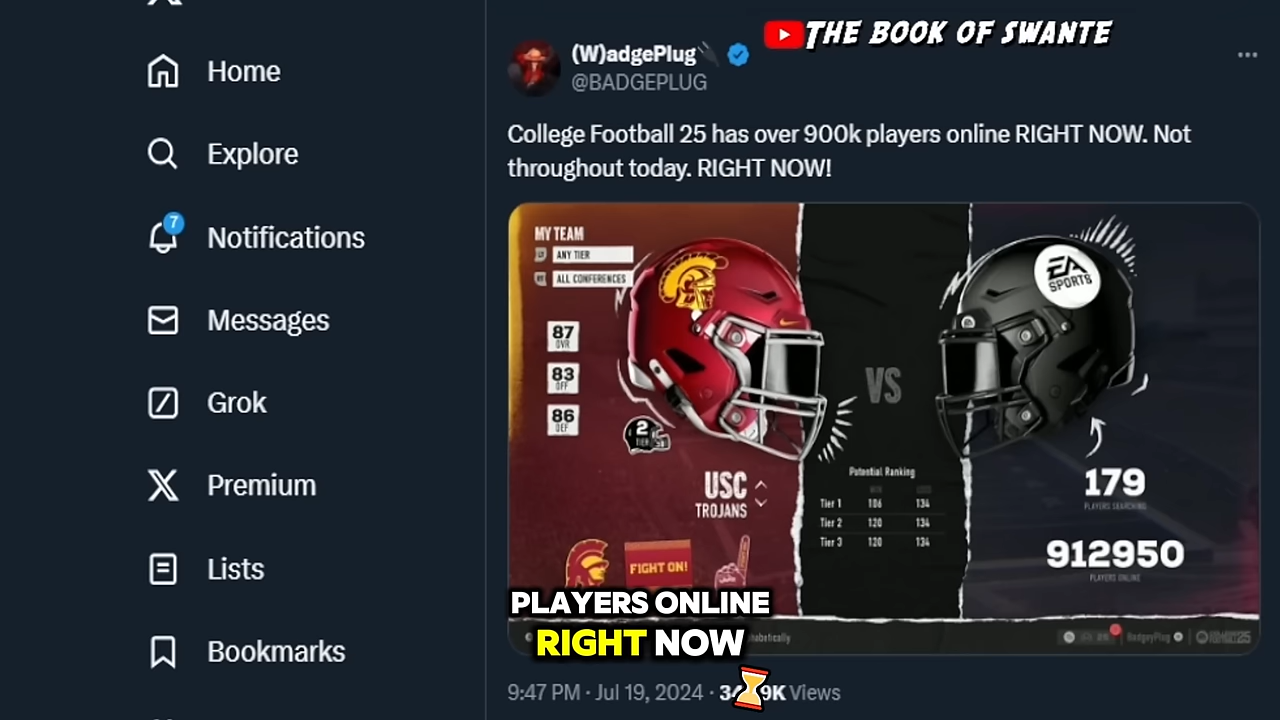 THE BOOK OF SWANTE
Home
Explore
7
Notifications
Messages
Grok
Premium
Lists
Bookmarks
(W)adgePlug
@BADGEPLUG
College Football 25 has over 900k players online RIGHT NOW. Not
throughout today. RIGHT NOW!
MY TEAM
ANY TIER
ALL CONFERENCES
87
OVR
83
OFF
86
DEF
2
TIER
USC
TROJANS
FIGHT ON!
VS
Potential Ranking
Tier 1 106 134
Tier 2 120 134
Tier 3 120 134
EA
SPORTS
179
PLAYERS SEARCHING
912950
PLAYERS ONLINE
PLAYERS ONLINE
RIGHT NOW
9:47 PM · Jul 19, 2024 · Views